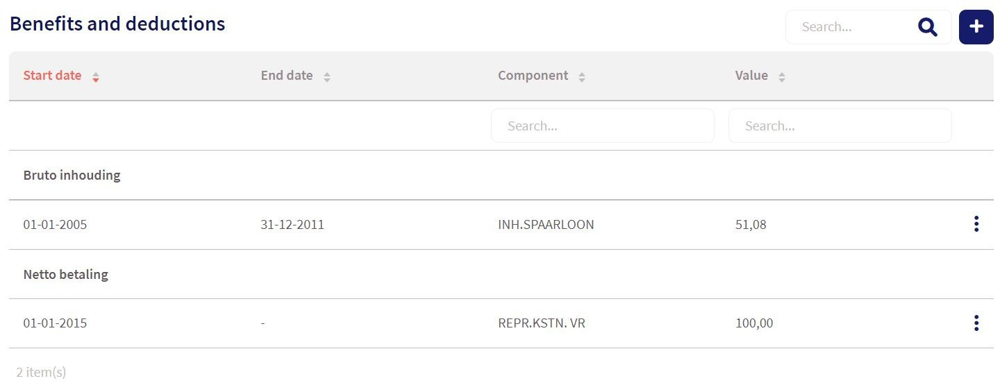 Benefits and deductions Search...
Start date End date Component Value
Search... Search...
Bruto inhouding
01-01-2005 31-12-2011 INH.SPAARLOON 51,08
Netto betaling
01-01-2015 - REPR.KSTN. VR 100,00
2 item(s)